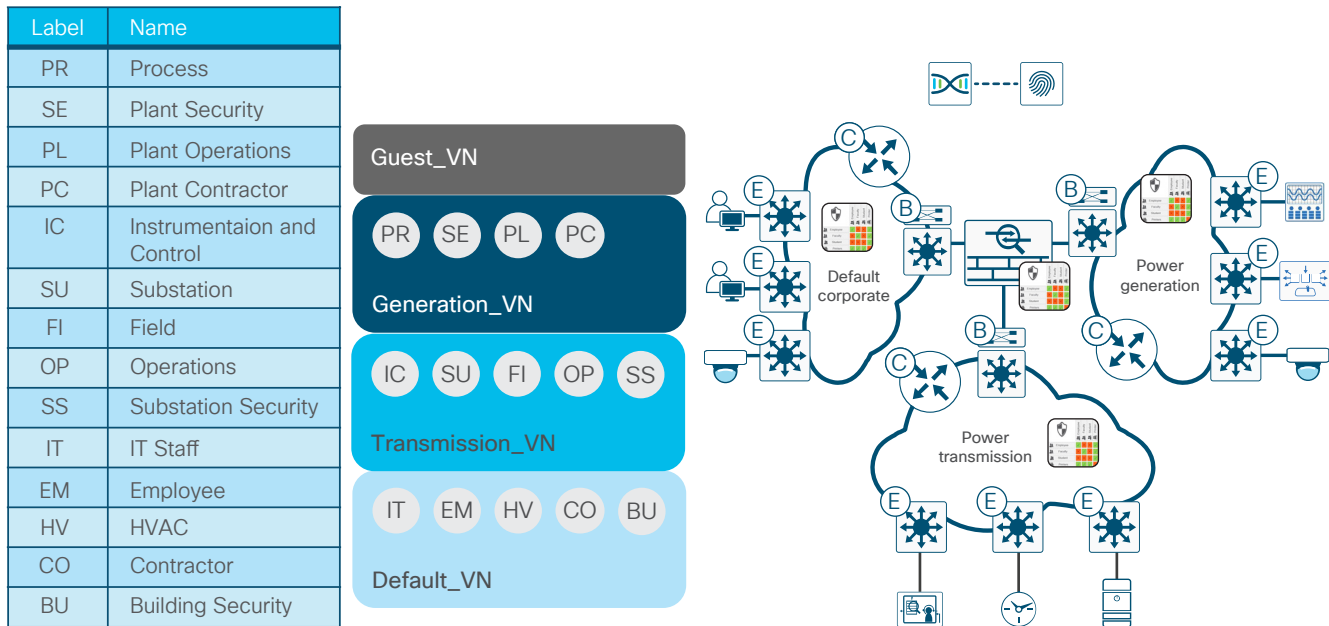 Label Name
PR Process
SE Plant Security
PL Plant Operations
PC Plant Contractor
IC Instrumentaion and
Control
SU Substation
FI Field
OP Operations
SS Substation Security
IT IT Staff
EM Employee
HV HVAC
CO Contractor
BU Building Security
Guest_VN
PR SE PL PC
Generation_VN
IC SU FI OP SS
Transmission_VN
IT EM HV CO BU
Default_VN
C
E
E
E
B
Default
corporate
B
E
E
E
C
Power
generation
B
C
Power
transmission
E
E
E